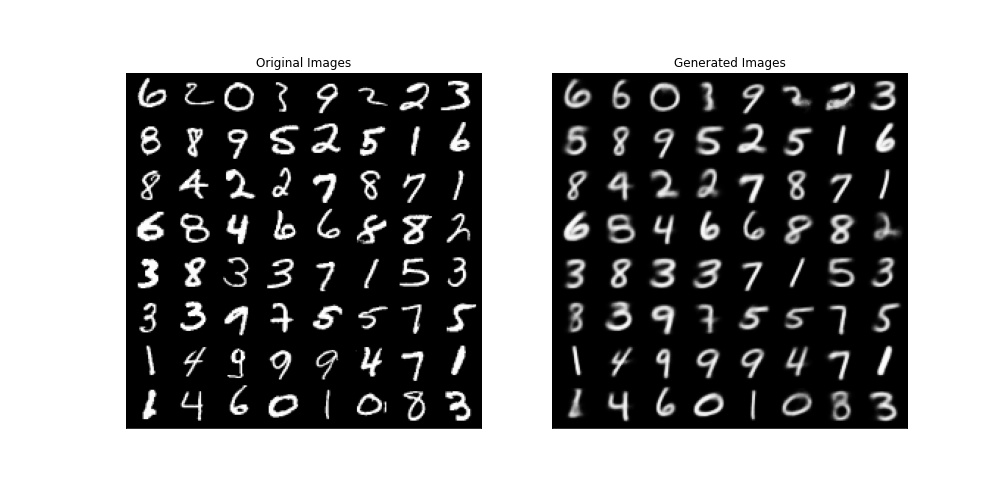 Original Images
6 2 0 3 9 2 2 3
8 8 9 5 2 5 1 6
8 4 2 2 7 8 7 1
6 8 4 6 6 8 8 2
3 8 3 3 7 1 5 3
3 3 9 7 5 5 7 5
1 4 9 9 9 4 7 1
1 4 6 0 1 0 8 3
Generated Images
6 6 0 3 9 2 2 3
5 8 9 5 2 5 1 6
8 4 2 2 7 8 7 1
6 8 4 6 6 8 8 2
3 8 3 3 7 1 5 3
3 3 9 7 5 5 7 5
1 4 9 9 9 4 7 1
1 4 6 0 1 0 8 3